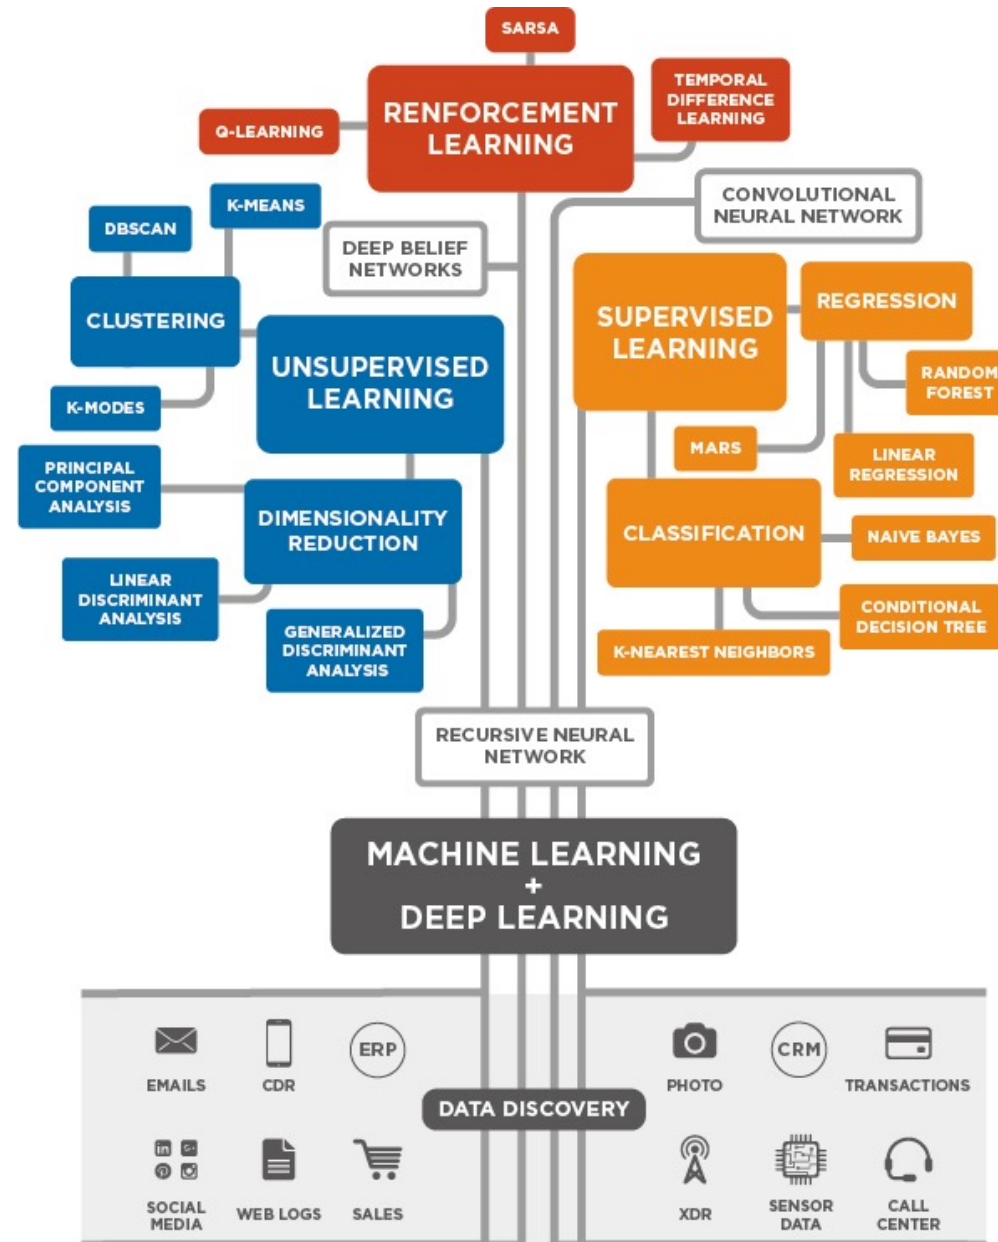 SARSA
RENFORCEMENT
LEARNING
TEMPORAL
DIFFERENCE
LEARNING
Q-LEARNING
CONVOLUTIONAL
NEURAL NETWORK
K-MEANS
DBSCAN
DEEP BELIEF
NETWORKS
CLUSTERING
UNSUPERVISED
LEARNING
SUPERVISED
LEARNING
REGRESSION
RANDOM
FOREST
K-MODES
MARS
LINEAR
REGRESSION
PRINCIPAL
COMPONENT
ANALYSIS
DIMENSIONALITY
REDUCTION
CLASSIFICATION
NAIVE BAYES
LINEAR
DISCRIMINANT
ANALYSIS
GENERALIZED
DISCRIMINANT
ANALYSIS
CONDITIONAL
DECISION TREE
K-NEAREST NEIGHBORS
RECURSIVE NEURAL
NETWORK
MACHINE LEARNING
+
DEEP LEARNING
ERP
CRM
EMAILS
CDR
PHOTO
TRANSACTIONS
DATA DISCOVERY
in
G+
SOCIAL
MEDIA
WEB LOGS
SALES
XDR
SENSOR
DATA
CALL
CENTER